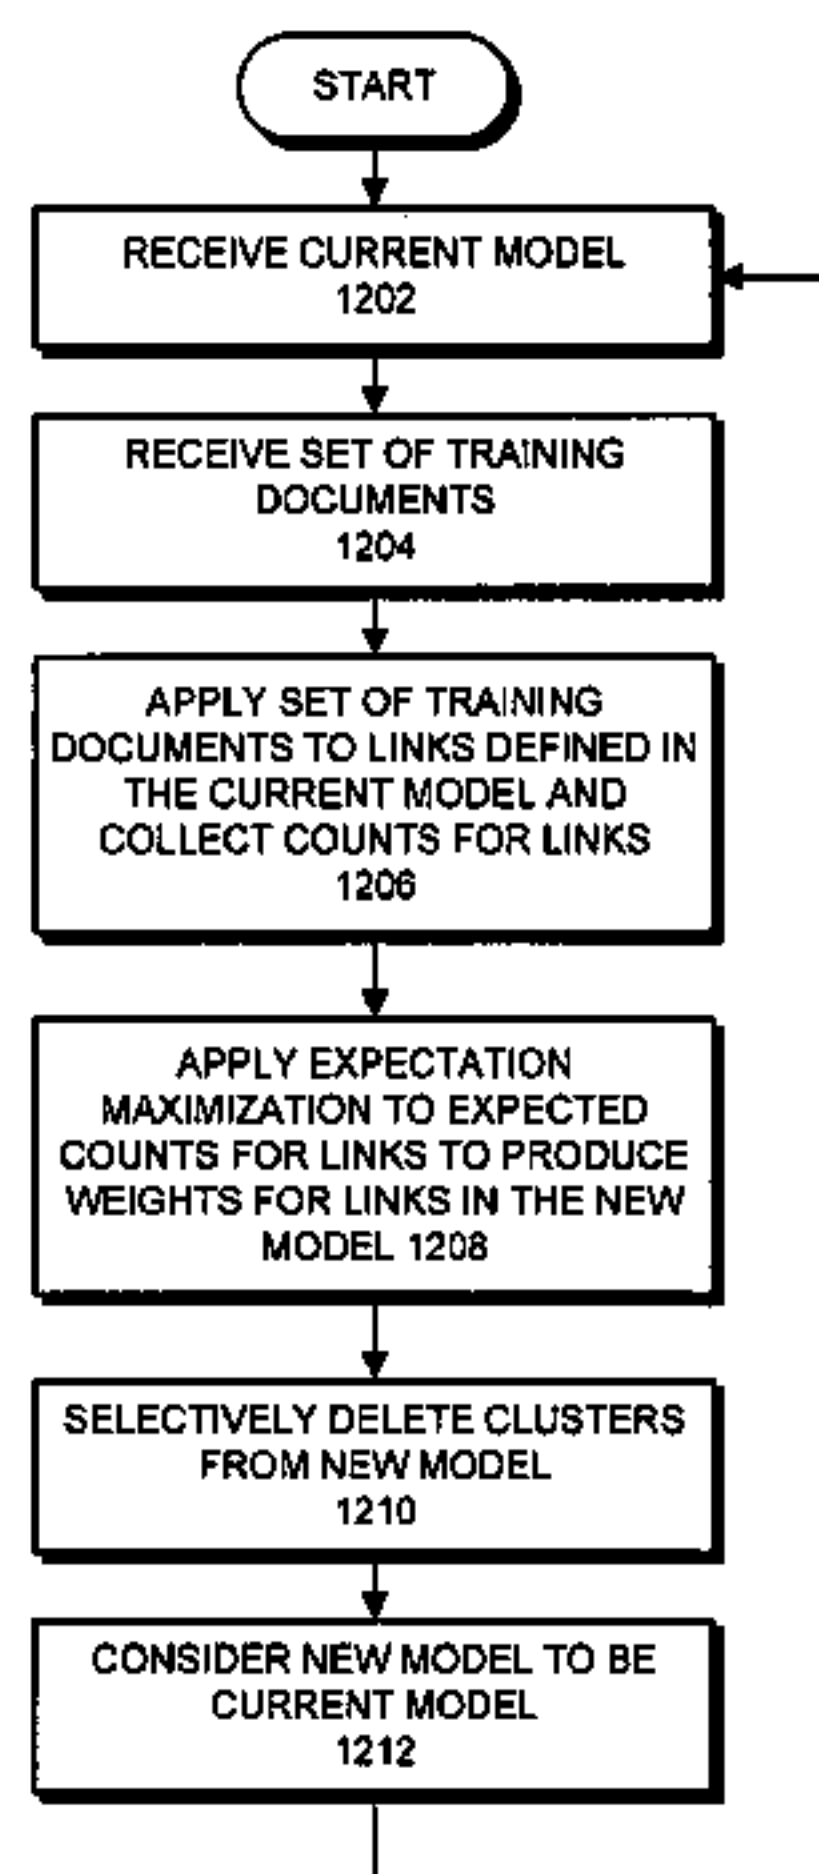 START
RECEIVE CURRENT MODEL
1202
RECEIVE SET OF TRAINING
DOCUMENTS
1204
APPLY SET OF TRAINING
DOCUMENTS TO LINKS DEFINED IN
THE CURRENT MODEL AND
COLLECT COUNTS FOR LINKS
1206
APPLY EXPECTATION
MAXIMIZATION TO EXPECTED
COUNTS FOR LINKS TO PRODUCE
WEIGHTS FOR LINKS IN THE NEW
MODEL 1208
SELECTIVELY DELETE CLUSTERS
FROM NEW MODEL
1210
CONSIDER NEW MODEL TO BE
CURRENT MODEL
1212